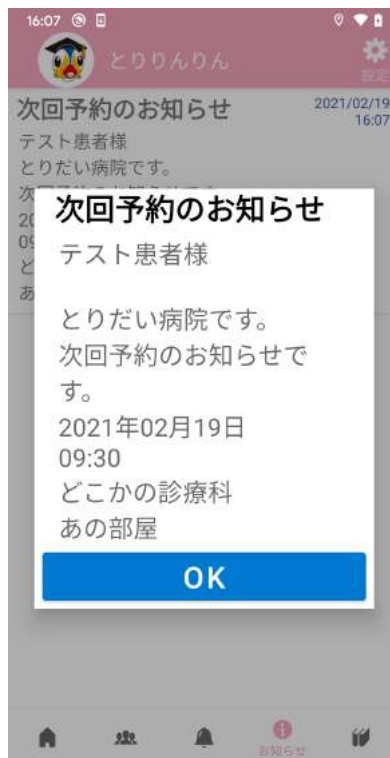 16:07
とりりんりん
設定
次回予約のお知らせ
2021/02/19
16:07
テスト患者様
とりだい病院です。
次回予約のお知らせ
テスト患者様
とりだい病院です。
次回予約のお知らせで
す。
2021年02月19日
09:30
どこかの診療科
あの部屋
OK
お知らせ